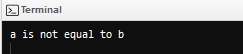 Terminal
a is not equal to b